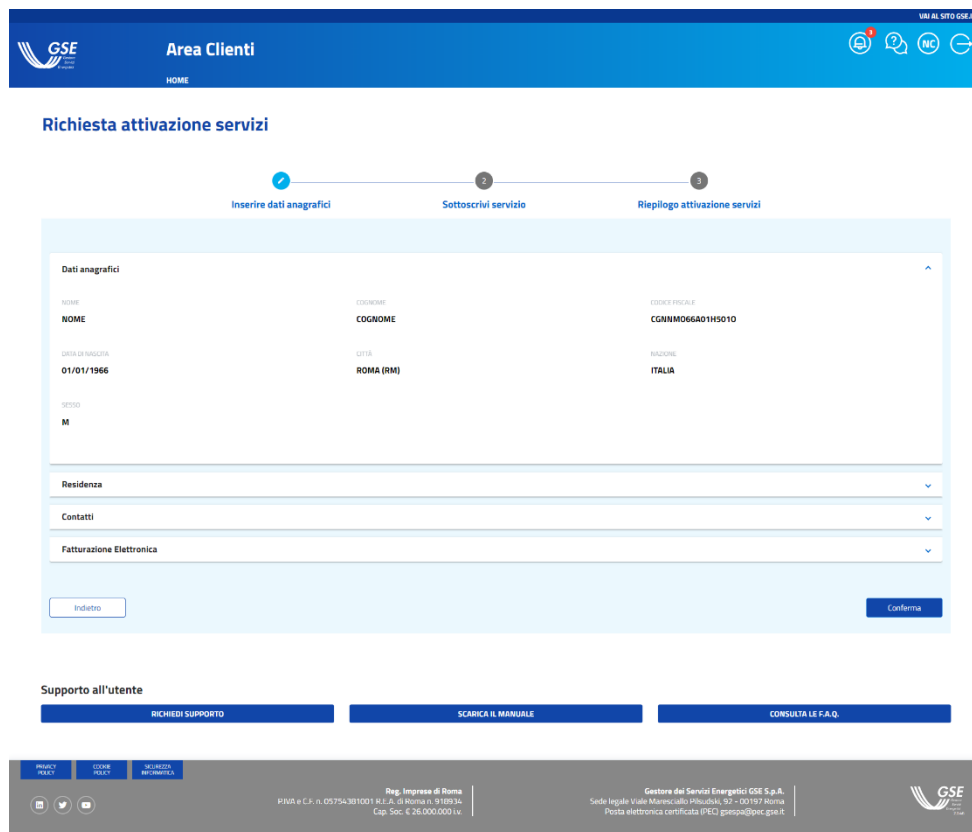 VAI AL SITO GSE.I
GSE
Gestore
Servizi
Energetici
Area Clienti
NC
HOME
Richiesta attivazione servizi
2
3
Inserire dati anagrafici
Sottoscrivi servizio
Riepilogo attivazione servizi
Dati anagrafici
NOME
COGNOME
CODICE FISCALE
NOME
COGNOME
CGNNMO66A01H501O
DATA DI NASCITA
CITTÀ
NAZIONE
01/01/1966
ROMA (RM)
ITALIA
SESSO
M
Residenza
Contatti
Fatturazione Elettronica
Indietro
Conferma
Supporto all'utente
RICHIEDI SUPPORTO
SCARICA IL MANUALE
CONSULTA LE F.A.Q.
PRIVACY
POLICY
COOKIE
POLICY
SICUREZZA
INFORMATICA
Reg. Imprese di Roma
P.IVA e C.F. n. 05754381001 R.E.A. di Roma n. 918934
Cap. Soc. € 26.000.000 i.v.
Gestore dei Servizi Energetici GSE S.p.A.
Sede legale Viale Maresciallo Pilsudski, 92 - 00197 Roma
Posta elettronica certificata (PEC) gsespa@pec.gse.it
GSE